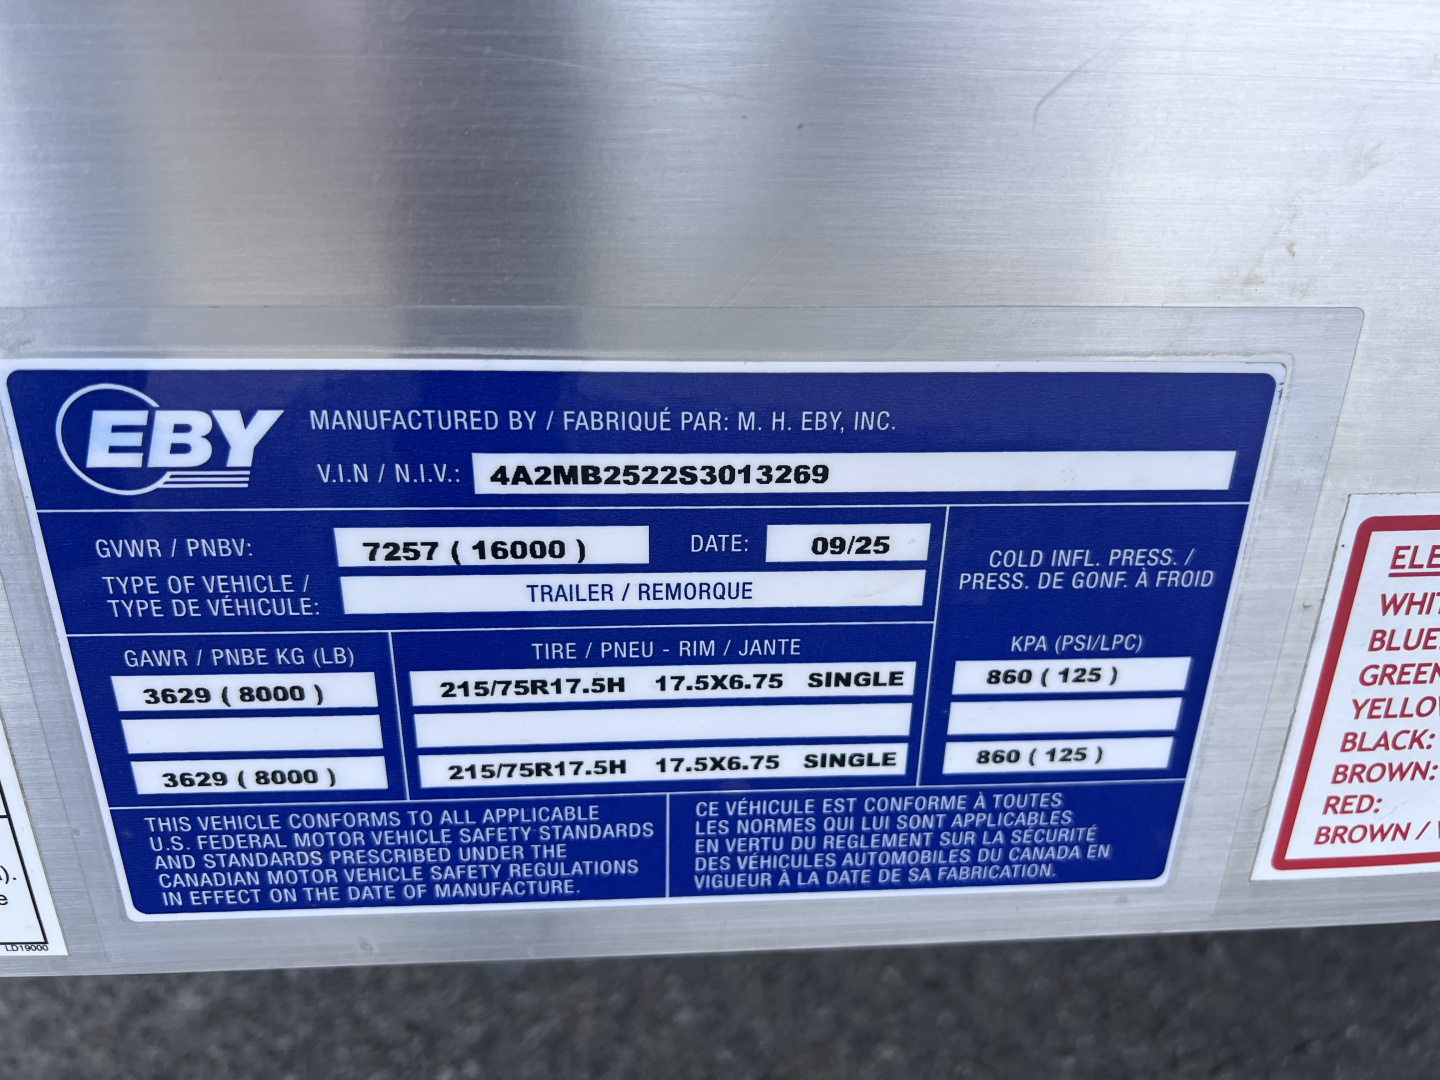 EBY
MANUFACTURED BY / FABRIQUÉ PAR: M. H. EBY, INC.
V.I.N / N.I.V.: 4A2MB2522S3013269
GVWR / PNBV: 7257 ( 16000 ) DATE: 09/25
TYPE OF VEHICLE /
TYPE DE VÉHICULE: TRAILER / REMORQUE
COLD INFL. PRESS. /
PRESS. DE GONF. À FROID
GAWR / PNBE KG (LB) TIRE / PNEU - RIM / JANTE KPA (PSI/LPC)
3629 ( 8000 ) 215/75R17.5H 17.5X6.75 SINGLE 860 ( 125 )
3629 ( 8000 ) 215/75R17.5H 17.5X6.75 SINGLE 860 ( 125 )
THIS VEHICLE CONFORMS TO ALL APPLICABLE
U.S. FEDERAL MOTOR VEHICLE SAFETY STANDARDS
AND STANDARDS PRESCRIBED UNDER THE
CANADIAN MOTOR VEHICLE SAFETY REGULATIONS
IN EFFECT ON THE DATE OF MANUFACTURE.
CE VÉHICULE EST CONFORME À TOUTES
LES NORMES QUI LUI SONT APPLICABLES
EN VERTU DU REGLEMENT SUR LA SÉCURITÉ
DES VÉHICULES AUTOMOBILES DU CANADA EN
VIGUEUR À LA DATE DE SA FABRICATION.
LD19000
BLACK:
BROWN:
RED:
BROWN /